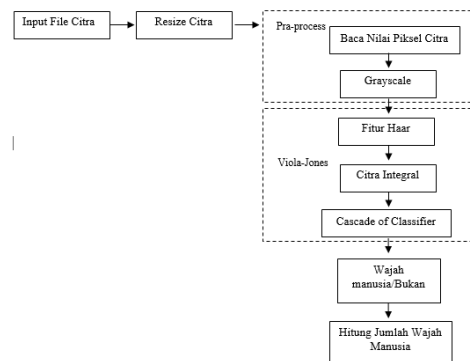 Input File Citra
Resize Citra
Pra-process
Baca Nilai Piksel Citra
Grayscale
Fitur Haar
Viola-Jones
Citra Integral
Cascade of Classifier
Wajah
manusia/Bukan
Hitung Jumlah Wajah
Manusia